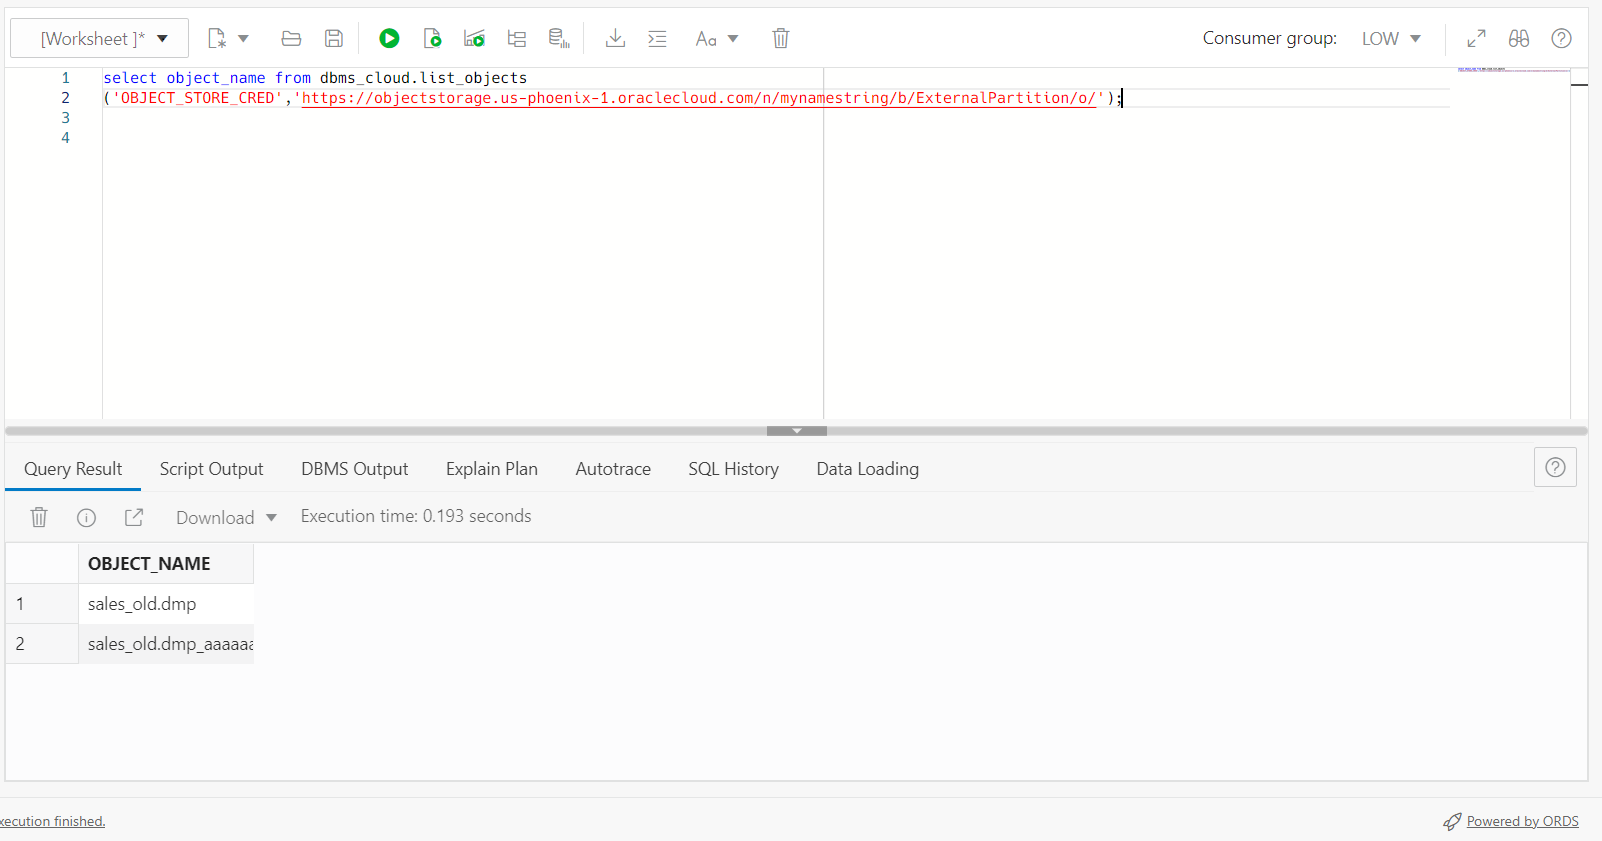 [Worksheet ]*
Aa
Consumer group: LOW
1 select object_name from dbms_cloud.list_objects
2 ('OBJECT_STORE_CRED','https://objectstorage.us-phoenix-1.oraclecloud.com/n/mynamestring/b/ExternalPartition/o/');
3
4
Query Result Script Output DBMS Output Explain Plan Autotrace SQL History Data Loading
Download Execution time: 0.193 seconds
OBJECT_NAME
1 sales_old.dmp
2 sales_old.dmp_aaaaaa
xecution finished.
Powered by ORDS